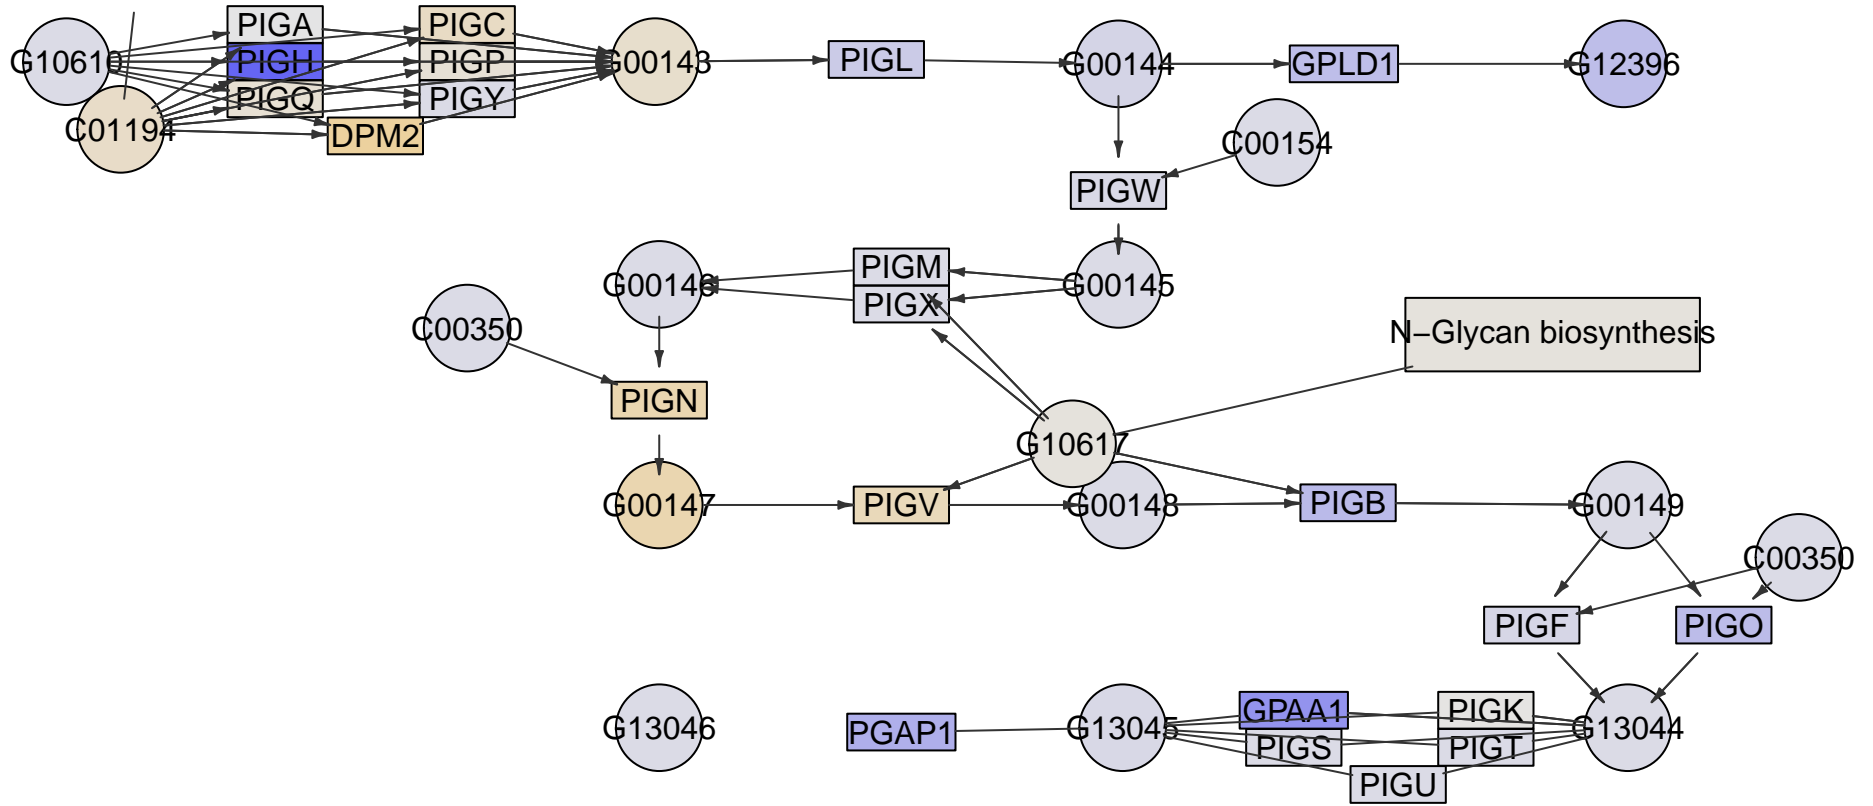 PIGA
PIGC
G10610
PIGH
PIGP
G00143
PIGL
G00144
GPLD1
G12396
PIGQ
PIGY
C01194
DPM2
C00154
PIGW
PIGM
G00146
G00145
PIGX
C00350
N−Glycan biosynthesis
PIGN
G10617
G00147
PIGV
G00148
PIGB
G00149
C00350
PIGF
PIGO
GPAA1
PIGK
G13046
PGAP1
G13045
G13044
PIGS
PIGT
PIGU